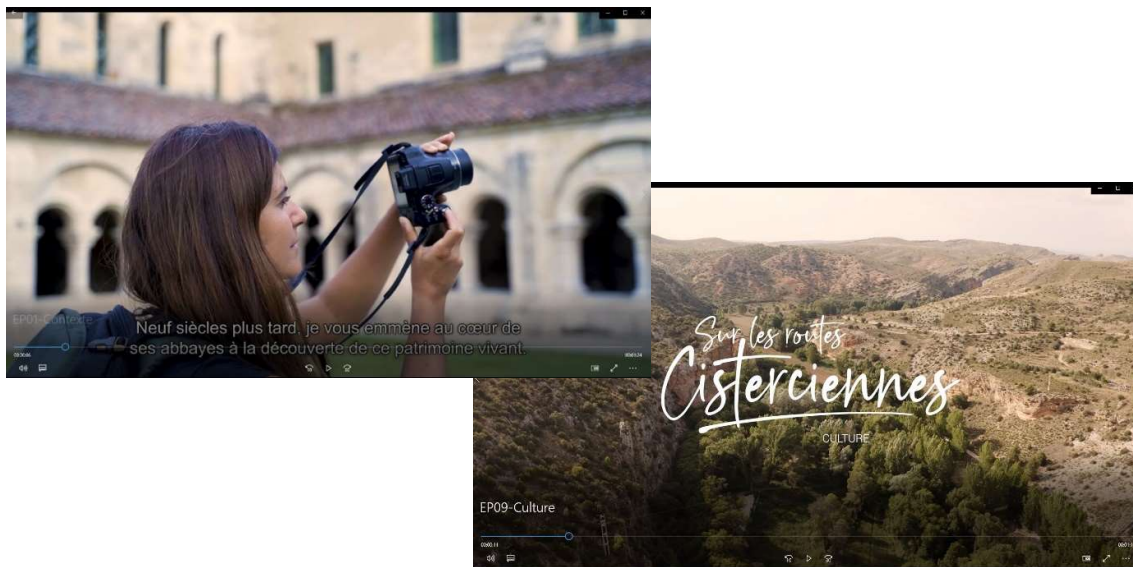 EP01-Contexte
Neuf siècles plus tard, je vous emmène au cœur de
ses abbayes à la découverte de ce patrimoine vivant.
Sur les routes
Cisterciennes
CULTURE
EP09-Culture